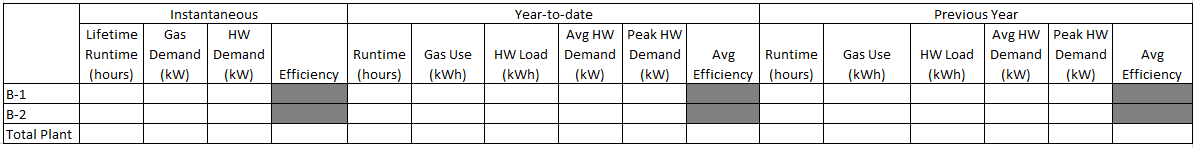 Instantaneous Year-to-date Previous Year
Lifetime Gas HW Avg HW Peak HW Avg HW Peak HW
Runtime Demand Demand Runtime Gas Use HW Load Demand Demand Avg Runtime Gas Use HW Load Demand Demand Avg
(hours) (kW) (kW) Efficiency (hours) (kWh) (kWh) (kW) (kW) Efficiency (hours) (kWh) (kWh) (kW) (kW) Efficiency
B-1
B-2
Total Plant